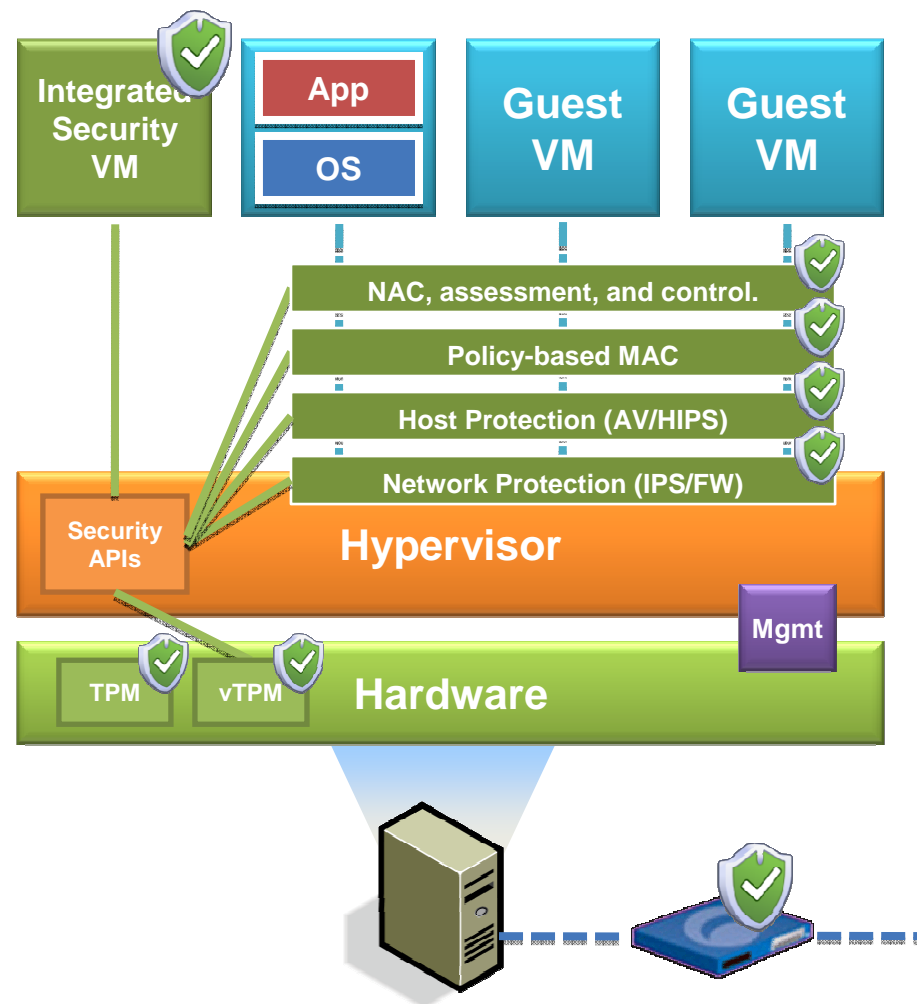 Integrated
Security
VM
App
OS
Guest
VM
Guest
VM
NAC, assessment, and control.
Policy-based MAC
Host Protection (AV/HIPS)
Network Protection (IPS/FW)
Security
APIs
Hypervisor
Mgmt
TPM
vTPM
Hardware